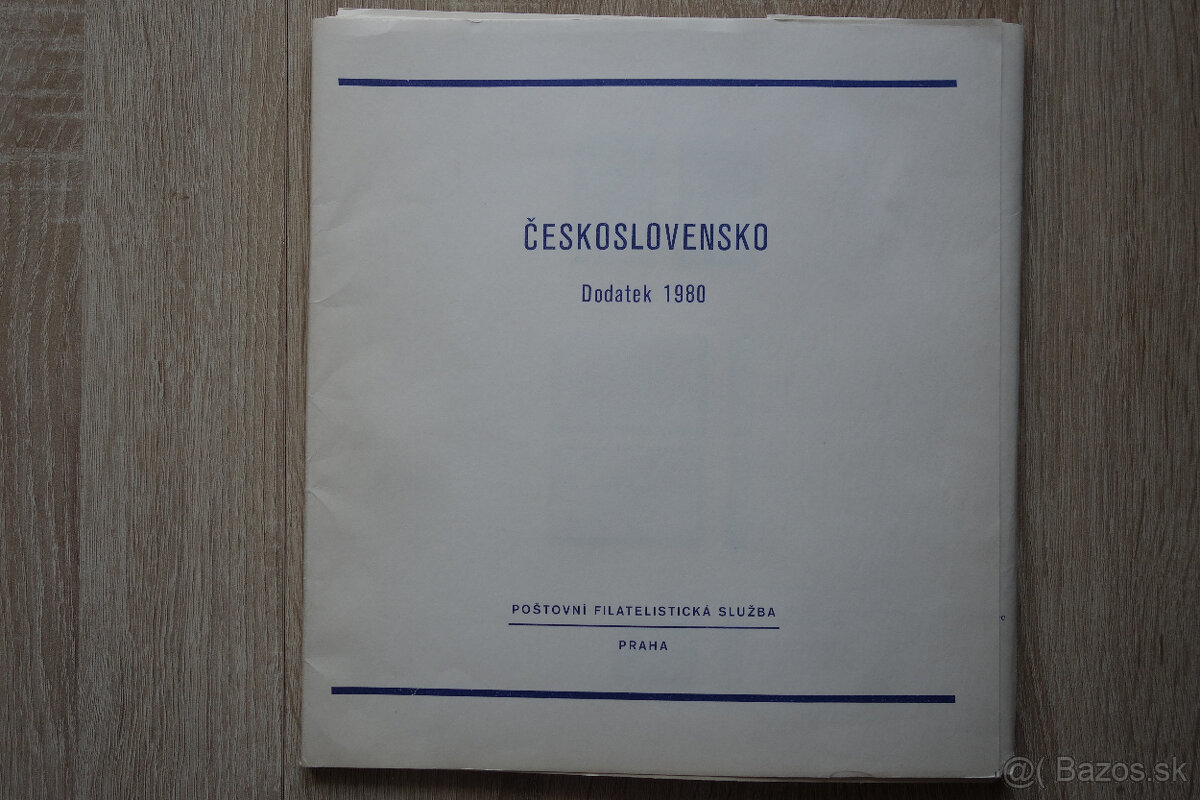 ČESKOSLOVENSKO
Dodatek 1980
POŠTOVNÍ FILATELISTICKÁ SLUŽBA
PRAHA
@( Bazos.sk